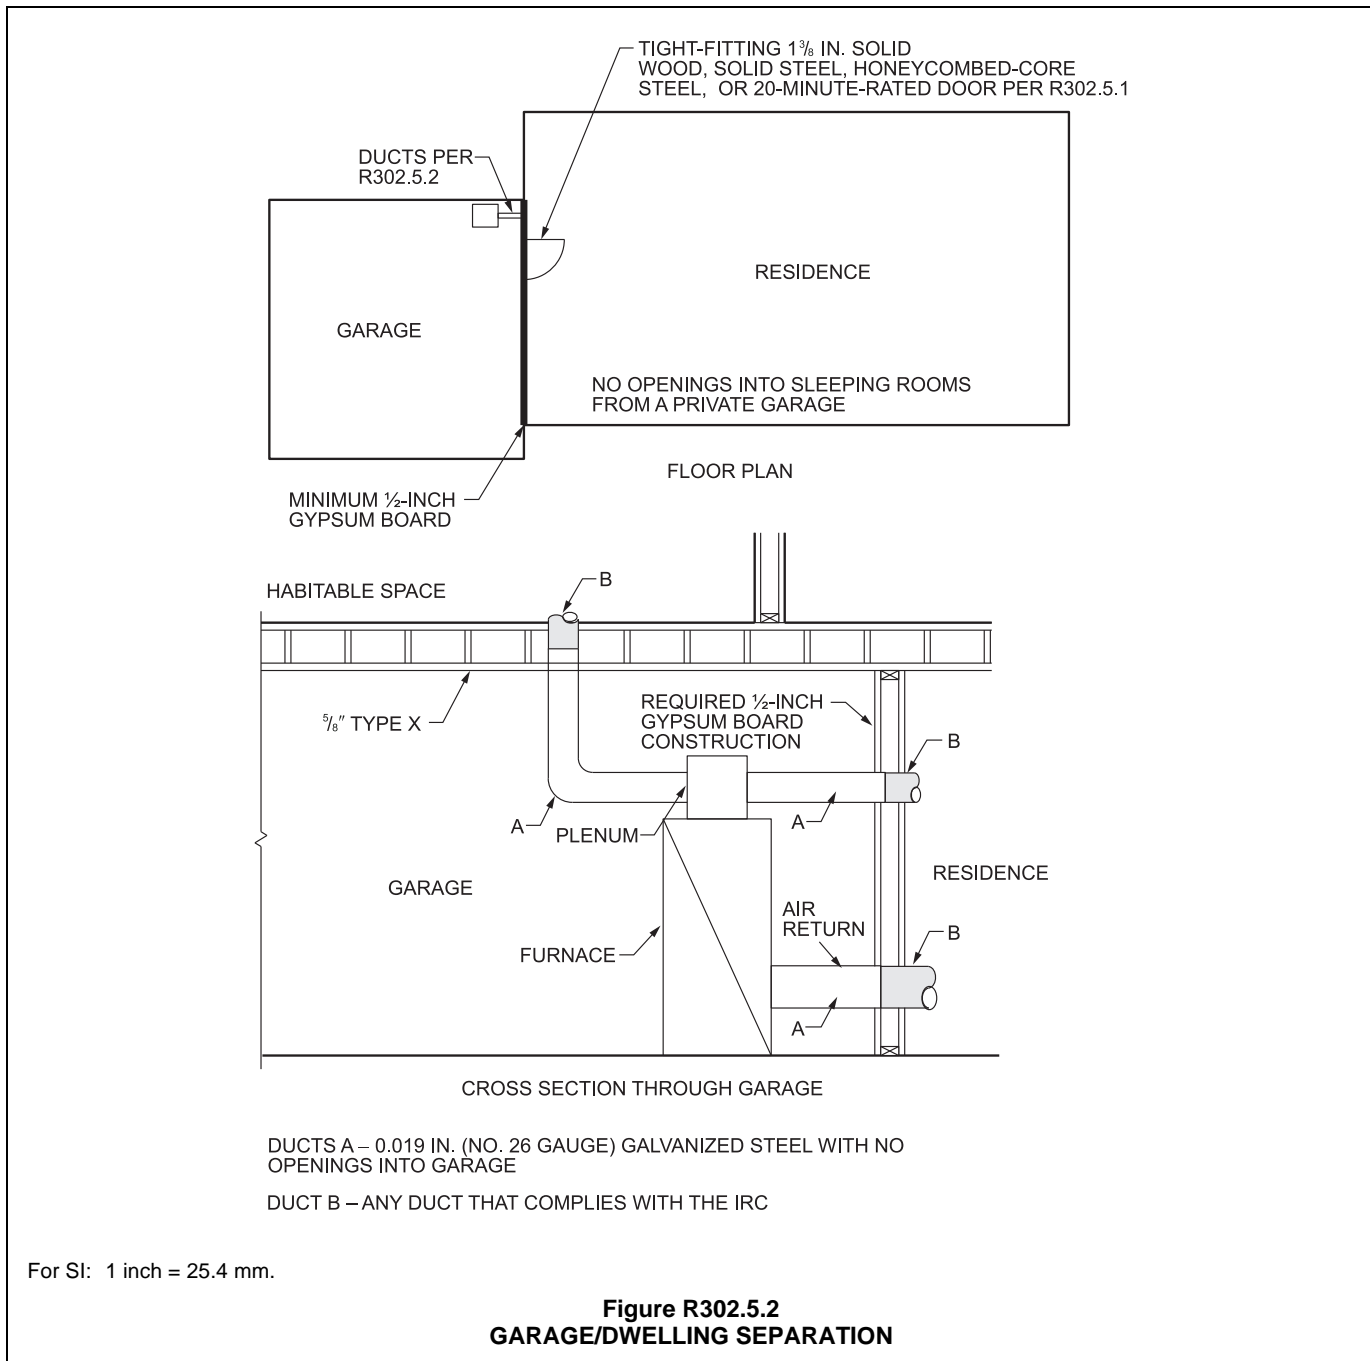 TIGHT-FITTING 1 3/8 IN. SOLID
WOOD, SOLID STEEL, HONEYCOMBED-CORE
STEEL, OR 20-MINUTE-RATED DOOR PER R302.5.1
DUCTS PER
R302.5.2
RESIDENCE
GARAGE
NO OPENINGS INTO SLEEPING ROOMS
FROM A PRIVATE GARAGE
FLOOR PLAN
MINIMUM ½-INCH
GYPSUM BOARD
B
HABITABLE SPACE
5/8" TYPE X
REQUIRED ½-INCH
GYPSUM BOARD
CONSTRUCTION
B
A
PLENUM
A
GARAGE
RESIDENCE
AIR
RETURN
B
FURNACE
A
CROSS SECTION THROUGH GARAGE
DUCTS A – 0.019 IN. (NO. 26 GAUGE) GALVANIZED STEEL WITH NO
OPENINGS INTO GARAGE
DUCT B – ANY DUCT THAT COMPLIES WITH THE IRC
For SI: 1 inch = 25.4 mm.
Figure R302.5.2
GARAGE/DWELLING SEPARATION